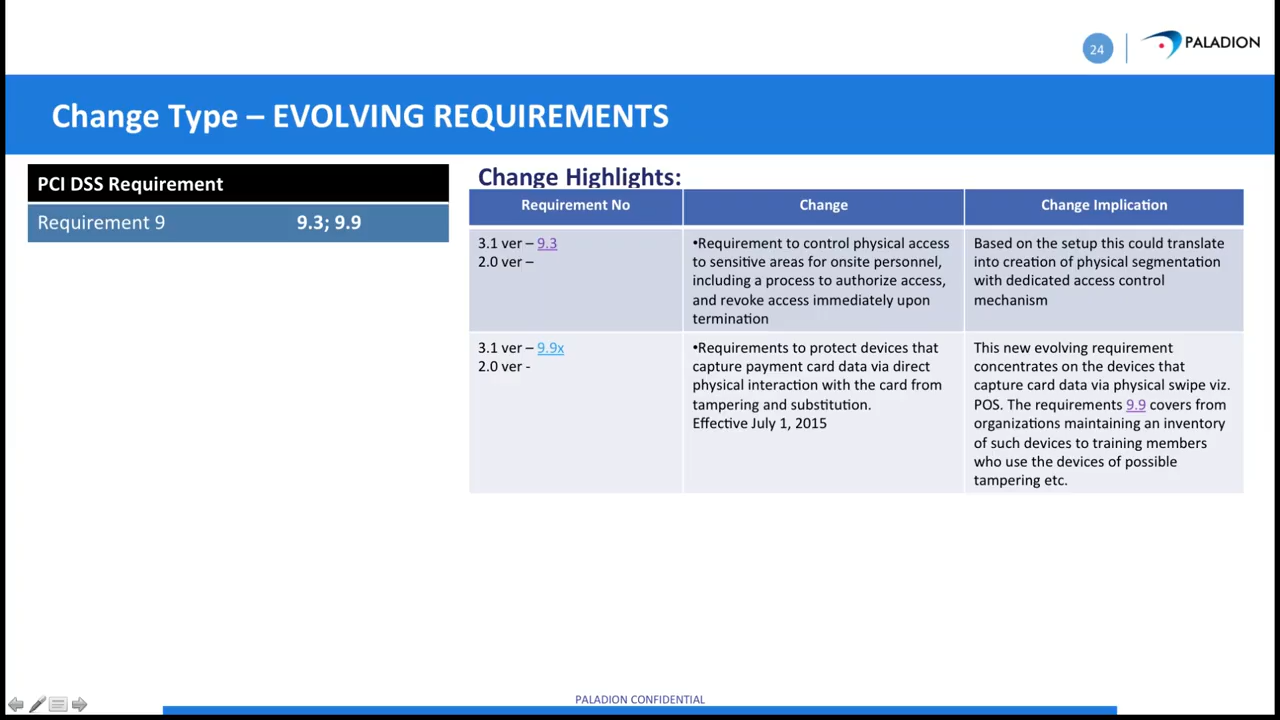 24
PALADION
Change Type – EVOLVING REQUIREMENTS
PCI DSS Requirement
Requirement 9 9.3; 9.9
Change Highlights:
Requirement No Change Change Implication
3.1 ver – 9.3
2.0 ver –
•Requirement to control physical access
to sensitive areas for onsite personnel,
including a process to authorize access,
and revoke access immediately upon
termination
Based on the setup this could translate
into creation of physical segmentation
with dedicated access control
mechanism
3.1 ver – 9.9x
2.0 ver -
•Requirements to protect devices that
capture payment card data via direct
physical interaction with the card from
tampering and substitution.
Effective July 1, 2015
This new evolving requirement
concentrates on the devices that
capture card data via physical swipe viz.
POS. The requirements 9.9 covers from
organizations maintaining an inventory
of such devices to training members
who use the devices of possible
tampering etc.
PALADION CONFIDENTIAL